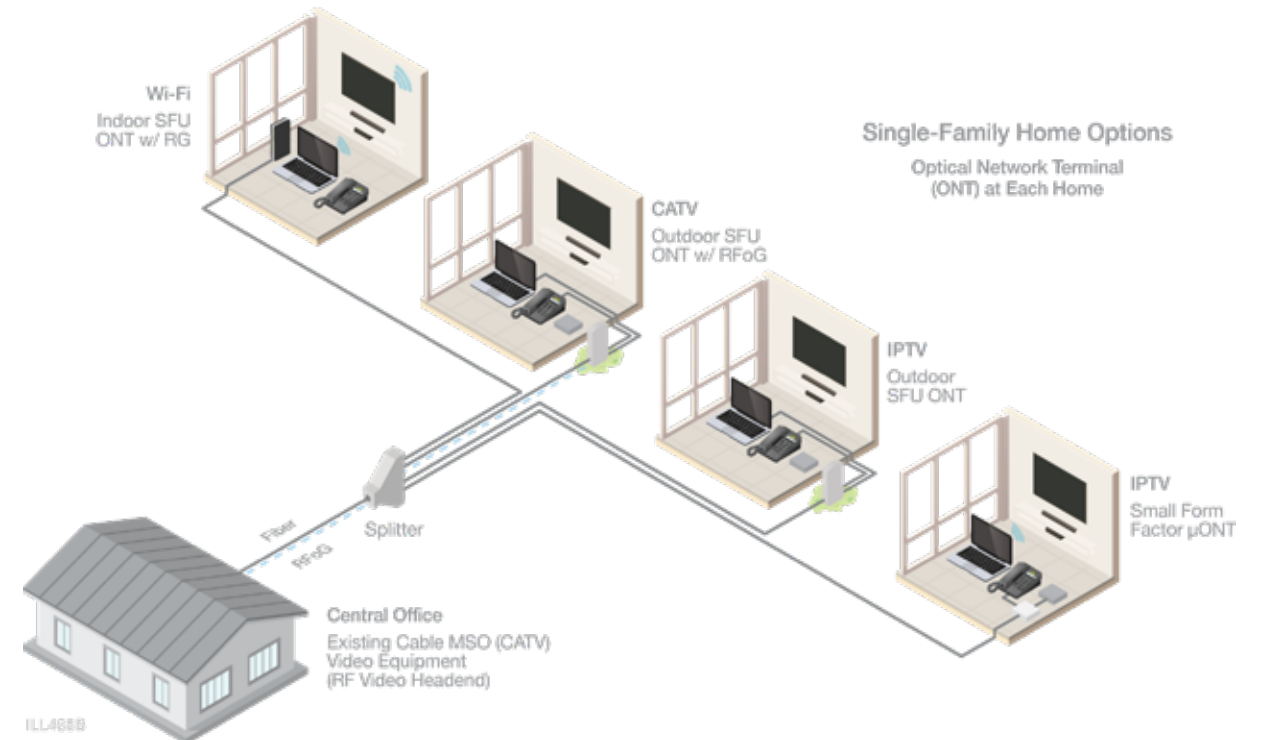 Wi-Fi
Indoor SFU
ONT w/ RG
Single-Family Home Options
Optical Network Terminal
(ONT) at Each Home
CATV
Outdoor SFU
ONT w/ RFoG
IPTV
Outdoor
SFU ONT
IPTV
Small Form
Factor µONT
Splitter
Fiber
RFoG
Central Office
Existing Cable MSO (CATV)
Video Equipment
(RF Video Headend)